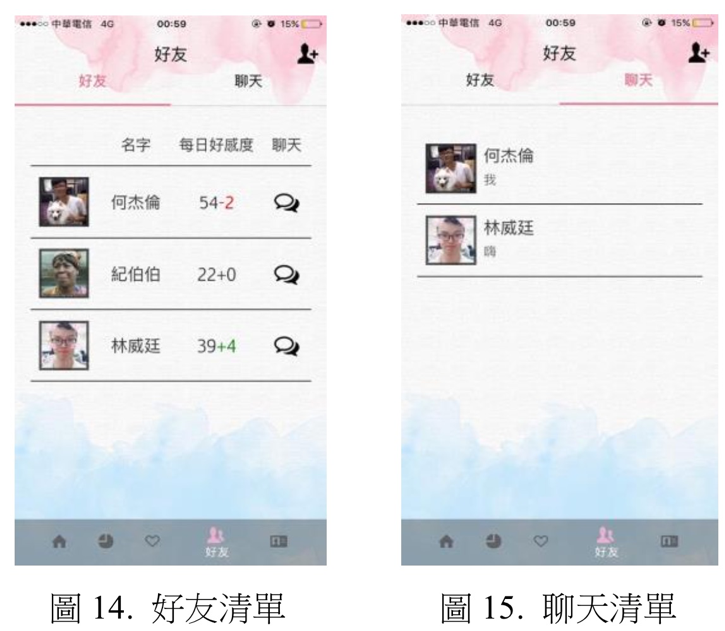 中華電信 4G 00:59 15%
好友
好友 聊天
名字 每日好感度 聊天
何杰倫 54-2
紀伯伯 22+0
林威廷 39+4
好友
圖 14. 好友清單
中華電信 4G 00:59 15%
好友
好友 聊天
何杰倫
我
林威廷
嗨
好友
圖 15. 聊天清單